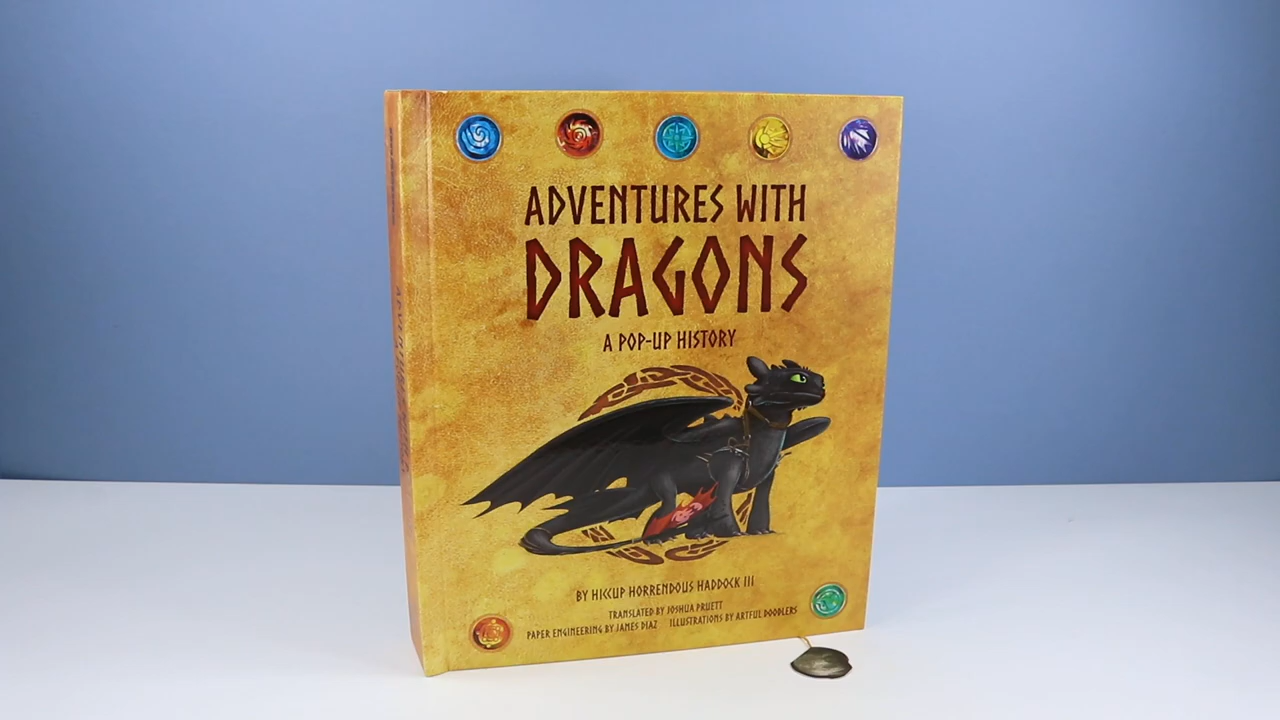 ADVENTURES WITH
DRAGONS
A POP-UP HISTORY
BY HICCUP HORRENDOUS HADDOCK III
TRANSLATED BY JOSHUA PRUETT
PAPER ENGINEERING BY JAMES DIAZ ILLUSTRATIONS BY ARTFUL DOODLERS